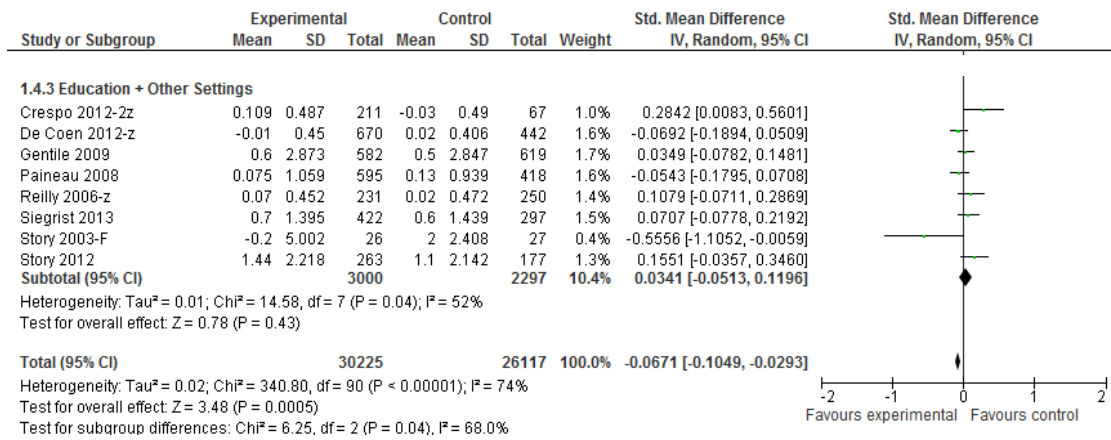 Experimental Control Std. Mean Difference Std. Mean Difference
Study or Subgroup Mean SD Total Mean SD Total Weight IV, Random, 95% CI IV, Random, 95% CI
1.4.3 Education + Other Settings
Crespo 2012-2z 0.109 0.487 211 -0.03 0.49 67 1.0% 0.2842 [0.0083, 0.5601]
De Coen 2012-z -0.01 0.45 670 0.02 0.406 442 1.6% -0.0692 [-0.1894, 0.0509]
Gentile 2009 0.6 2.873 582 0.5 2.847 619 1.7% 0.0349 [-0.0782, 0.1481]
Paineau 2008 0.075 1.059 595 0.13 0.939 418 1.6% -0.0543 [-0.1795, 0.0708]
Reilly 2006-z 0.07 0.452 231 0.02 0.472 250 1.3% 0.1079 [-0.0711, 0.2869]
Siegrist 2013 0.7 1.395 422 0.6 1.439 297 1.5% 0.0707 [-0.0778, 0.2192]
Story 2003-F -0.2 5.002 26 2 2.408 27 0.4% -0.5556 [-1.1052, -0.0059]
Story 2012 1.44 2.218 263 1.1 2.142 177 1.3% 0.1551 [-0.0357, 0.3460]
Subtotal (95% CI) 3000 2297 10.4% 0.0341 [-0.0513, 0.1196]
Heterogeneity: Tau² = 0.01; Chi² = 14.58, df = 7 (P = 0.04); I² = 52%
Test for overall effect: Z = 0.78 (P = 0.43)
Total (95% CI) 30225 26117 100.0% -0.0671 [-0.1049, -0.0293]
Heterogeneity: Tau² = 0.02; Chi² = 340.80, df = 90 (P < 0.00001); I² = 74%
Test for overall effect: Z = 3.48 (P = 0.0005)
Test for subgroup differences: Chi² = 6.25, df = 2 (P = 0.04), I² = 68.0%
-2 -1 0 1 2
Favours experimental Favours control